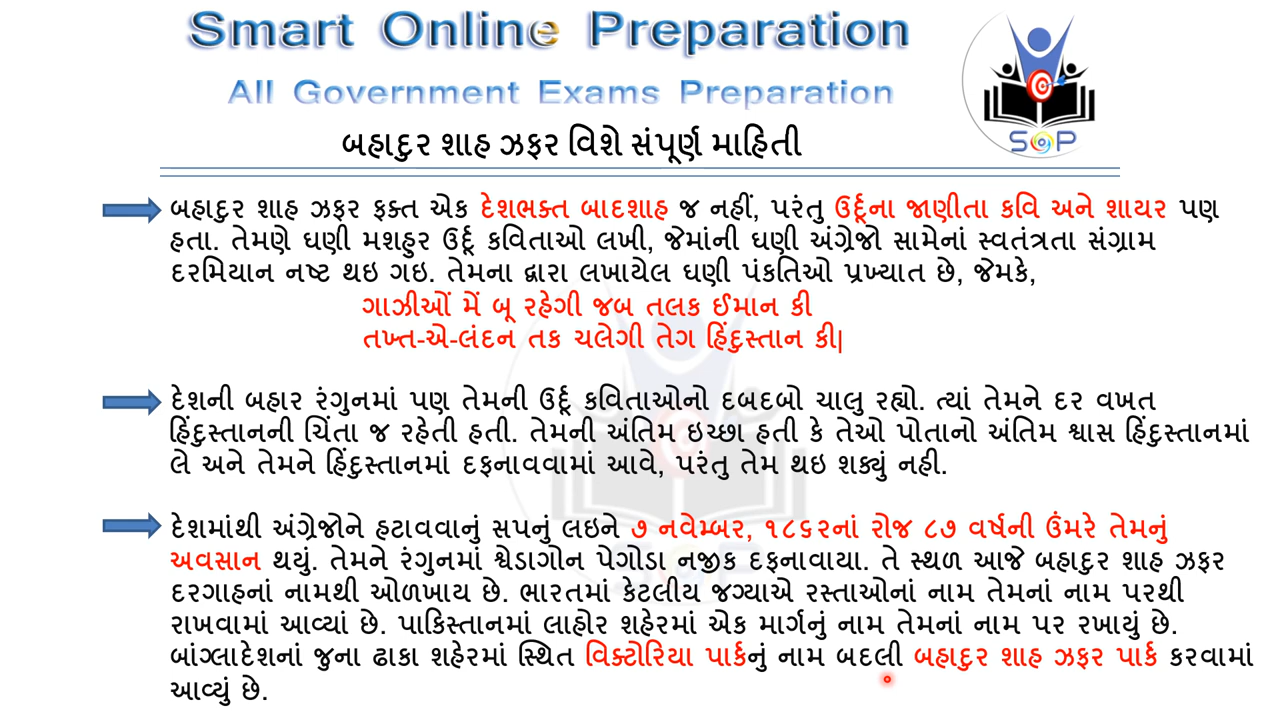 Smart Online Preparation
All Government Exams Preparation
S@P
બહાદુર શાહ ઝફર વિશે સંપૂર્ણ માહિતી
બહાદુર શાહ ઝફર ફક્ત એક દેશભક્ત બાદશાહ જ નહીં, પરંતુ ઉર્દૂના જાણીતા કવિ અને શાયર પણ
હતા. તેમણે ઘણી મશહુર ઉર્દૂ કવિતાઓ લખી, જેમાંની ઘણી અંગ્રેજો સામેનાં સ્વતંત્રતા સંગ્રામ
દરમિયાન નષ્ટ થઇ ગઇ. તેમના દ્વારા લખાયેલ ઘણી પંકતિઓ પ્રખ્યાત છે, જેમકે,
ગાઝીઓં મેં બૂ રહેગી જબ તલક ઈમાન કી
તખ્ત-એ-લંદન તક ચલેગી તેગ હિંદુસ્તાન કી|
દેશની બહાર રંગુનમાં પણ તેમની ઉર્દૂ કવિતાઓનો દબદબો ચાલુ રહ્યો. ત્યાં તેમને દર વખત
હિંદુસ્તાનની ચિંતા જ રહેતી હતી. તેમની અંતિમ ઇચ્છા હતી કે તેઓ પોતાનો અંતિમ શ્વાસ હિંદુસ્તાનમાં
લે અને તેમને હિંદુસ્તાનમાં દફનાવવામાં આવે, પરંતુ તેમ થઇ શક્યું નહી.
દેશમાંથી અંગ્રેજોને હટાવવાનું સપનું લઇને ૭ નવેમ્બર, ૧૮૬૨નાં રોજ ૮૭ વર્ષની ઉંમરે તેમનું
અવસાન થયું. તેમને રંગુનમાં શ્વેડાગોન પેગોડા નજીક દફનાવાયા. તે સ્થળ આજે બહાદુર શાહ ઝફર
દરગાહનાં નામથી ઓળખાય છે. ભારતમાં કેટલીય જગ્યાએ રસ્તાઓનાં નામ તેમનાં નામ પરથી
રાખવામાં આવ્યાં છે. પાકિસ્તાનમાં લાહોર શહેરમાં એક માર્ગનું નામ તેમનાં નામ પર રખાયું છે.
બાંગ્લાદેશનાં જુના ઢાકા શહેરમાં સ્થિત વિક્ટોરિયા પાર્કનું નામ બદલી બહાદુર શાહ ઝફર પાર્ક કરવામાં
આવ્યું છે.